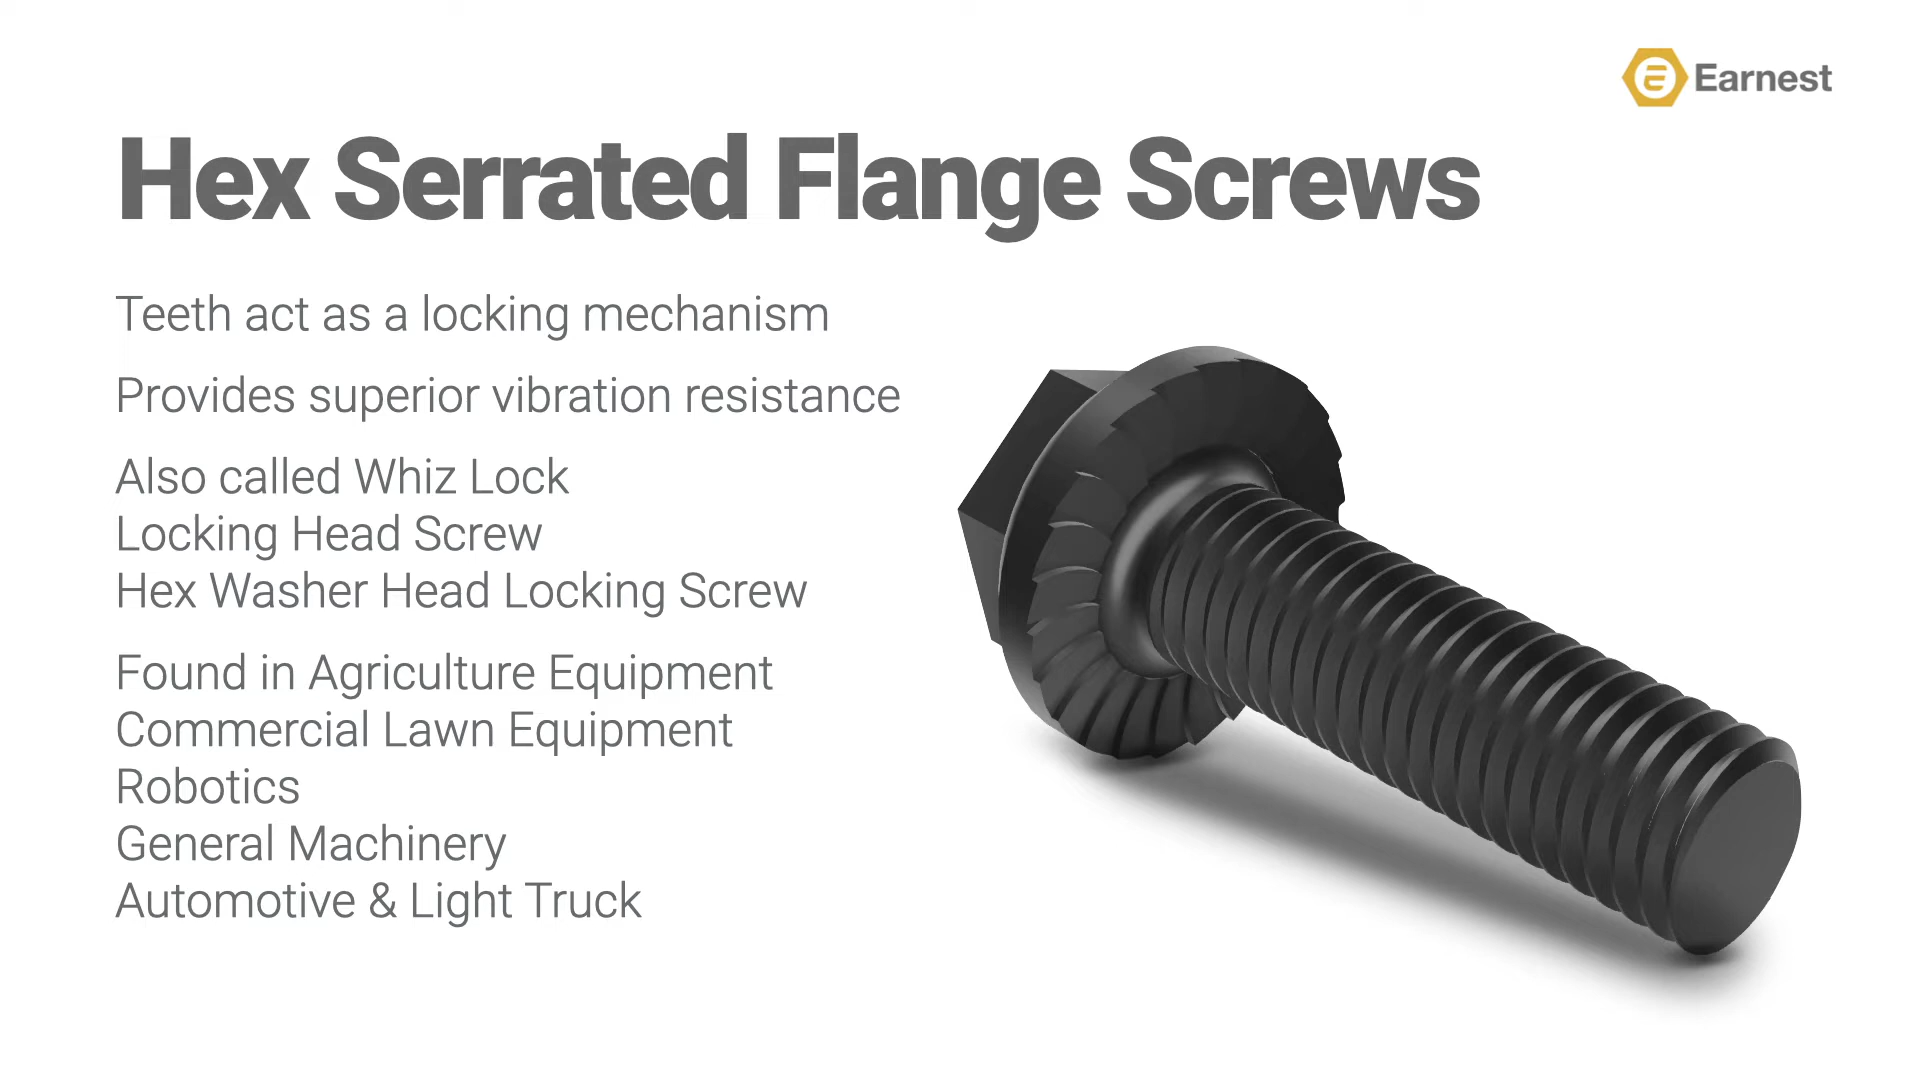 Earnest
Hex Serrated Flange Screws
Teeth act as a locking mechanism
Provides superior vibration resistance
Also called Whiz Lock
Locking Head Screw
Hex Washer Head Locking Screw
Found in Agriculture Equipment
Commercial Lawn Equipment
Robotics
General Machinery
Automotive & Light Truck